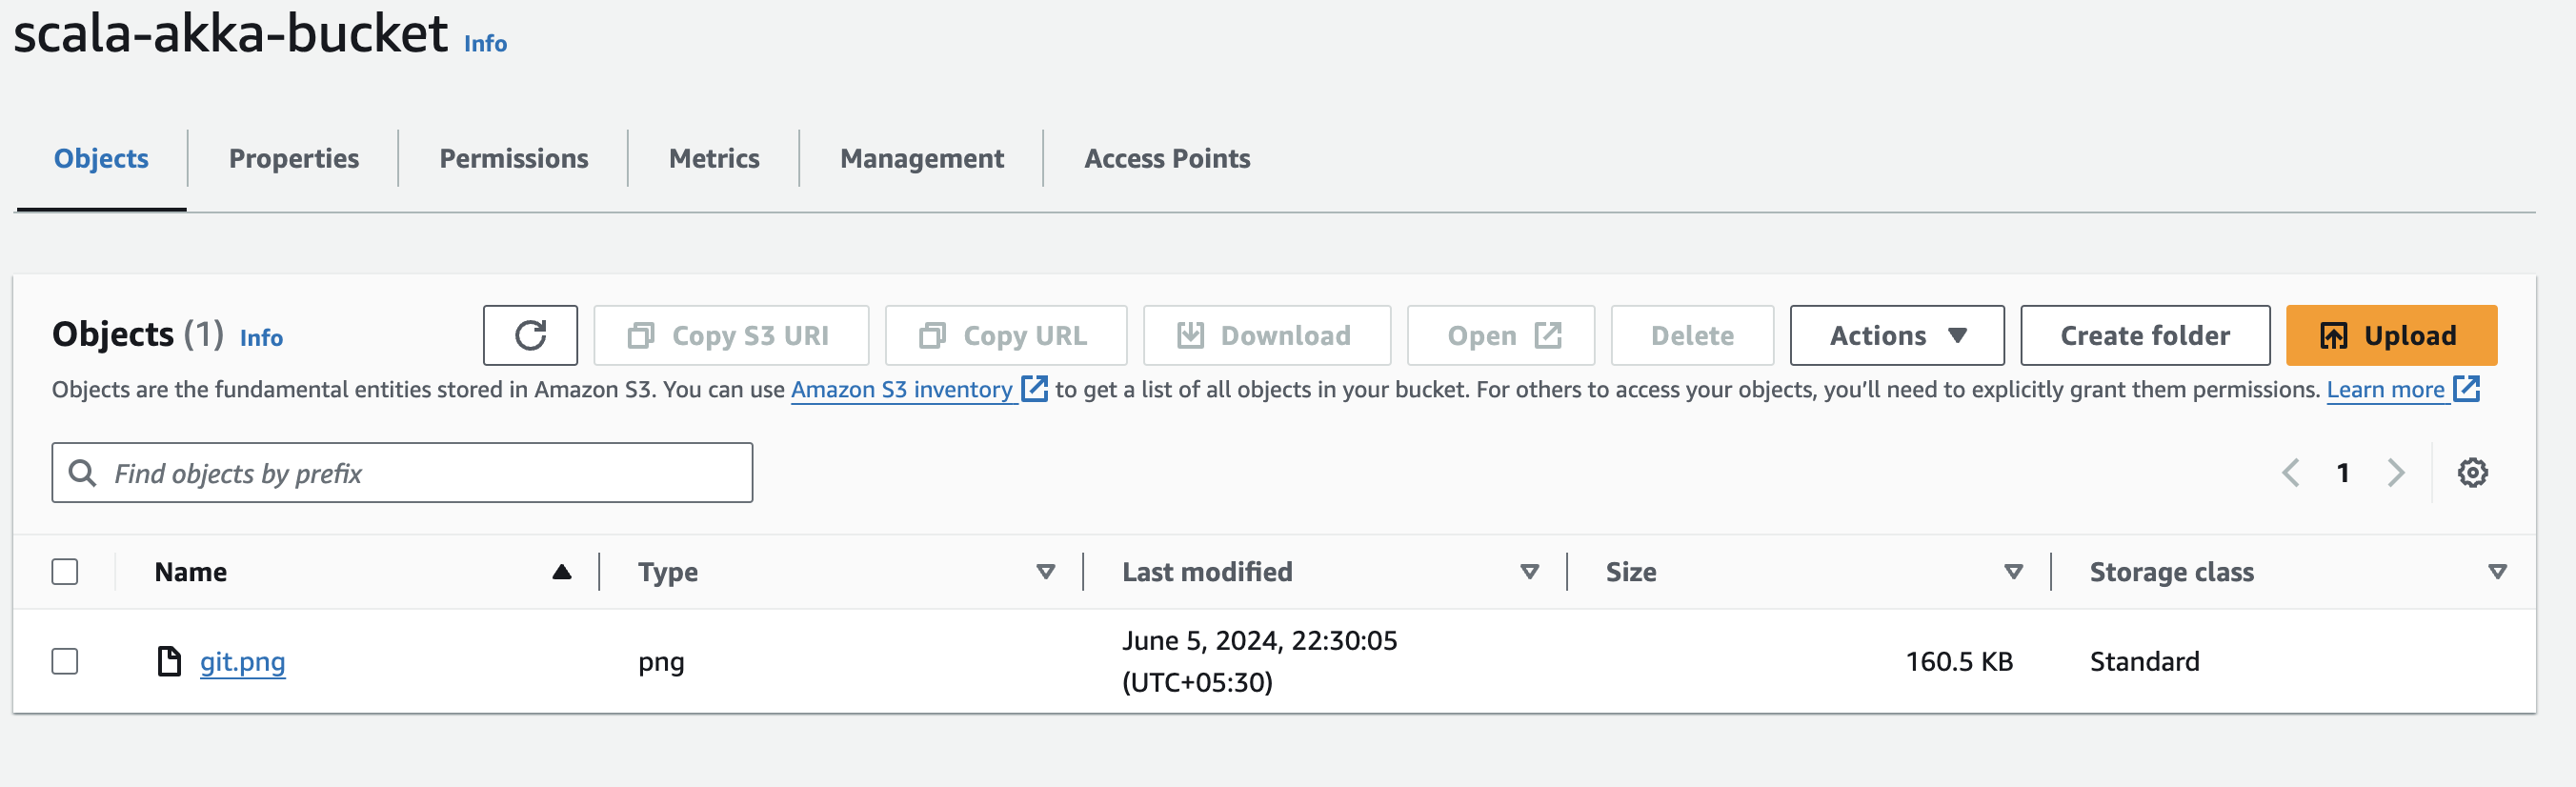 scala-akka-bucket Info
Objects Properties Permissions Metrics Management Access Points
Objects (1) Info Copy S3 URI Copy URL Download Open Delete Actions Create folder Upload
Objects are the fundamental entities stored in Amazon S3. You can use Amazon S3 inventory to get a list of all objects in your bucket. For others to access your objects, you’ll need to explicitly grant them permissions. Learn more
Find objects by prefix 1
Name Type Last modified Size Storage class
git.png png June 5, 2024, 22:30:05 160.5 KB Standard
(UTC+05:30)